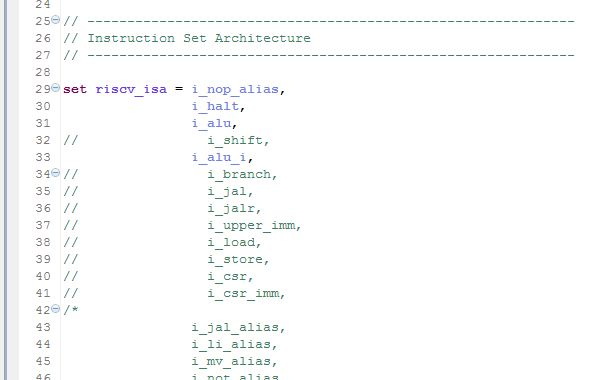 24
25 // -------------------------------------------------------------
26 // Instruction Set Architecture
27 // -------------------------------------------------------------
28
29 set riscv_isa = i_nop_alias,
30 i_halt,
31 i_alu,
32 // i_shift,
33 i_alu_i,
34 // i_branch,
35 // i_jal,
36 // i_jalr,
37 // i_upper_imm,
38 // i_load,
39 // i_store,
40 // i_csr,
41 // i_csr_imm,
42 /*
43 i_jal_alias,
44 i_li_alias,
45 i_mv_alias,
46 i_not_alias